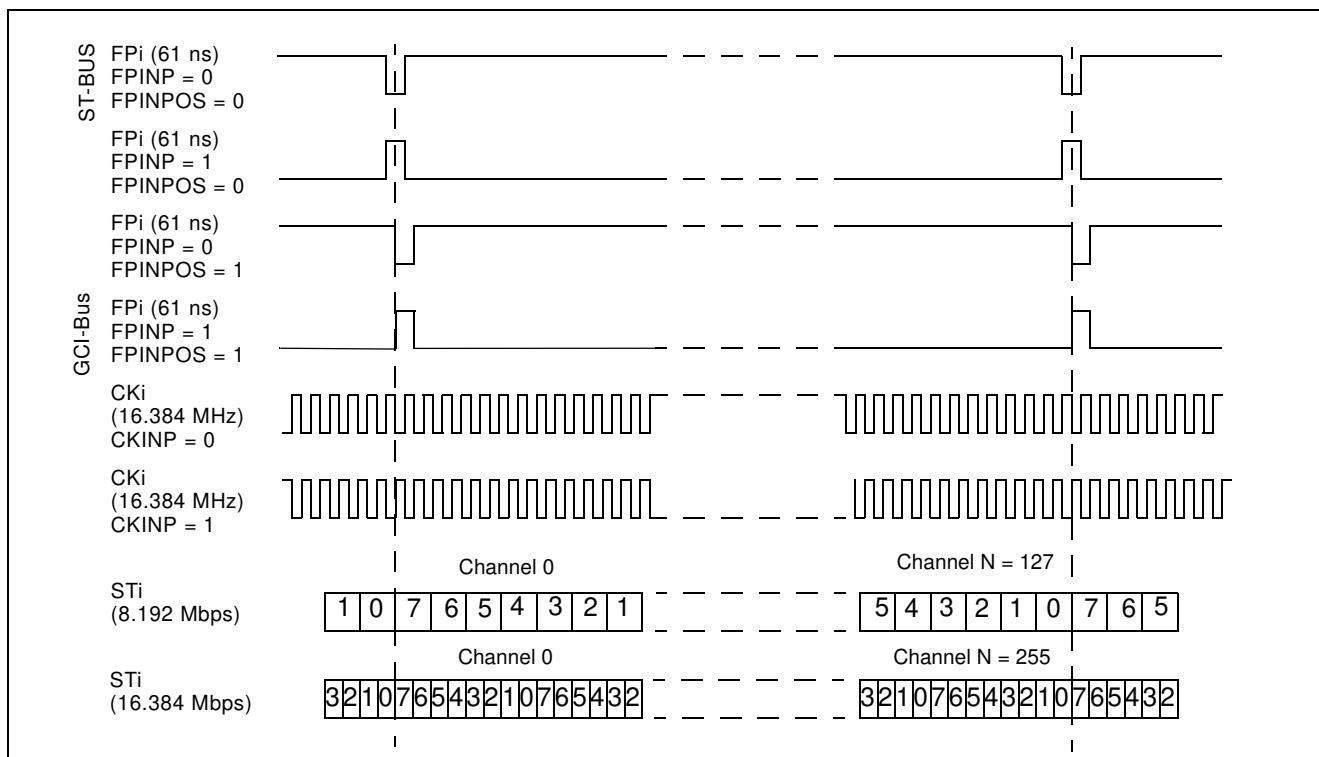 ST-BUS
FPi (61 ns)
FPINP = 0
FPINPOS = 0
FPi (61 ns)
FPINP = 1
FPINPOS = 0
FPi (61 ns)
FPINP = 0
FPINPOS = 1
GCI-Bus
FPi (61 ns)
FPINP = 1
FPINPOS = 1
CKi
(16.384 MHz)
CKINP = 0
CKi
(16.384 MHz)
CKINP = 1
Channel 0
Channel N = 127
STi
(8.192 Mbps)
1 0 7 6 5 4 3 2 1
5 4 3 2 1 0 7 6 5
Channel 0
Channel N = 255
STi
(16.384 Mbps)
3 2 1 0 7 6 5 4 3 2 1 0 7 6 5 4 3 2
3 2 1 0 7 6 5 4 3 2 1 0 7 6 5 4 3 2